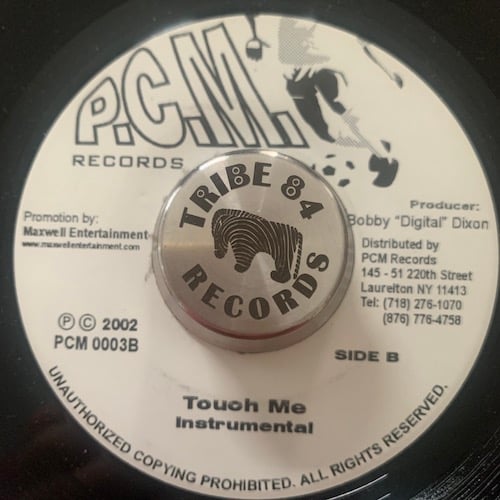 P.C.M.
RECORDS
TRIBE 84
RECORDS
Promotion by:
Maxwell Entertainment
www.maxwellentertainment.com
Producer:
Bobby "Digital" Dixon
Distributed by
PCM Records
145 - 51 220th Street
Laurelton NY 11413
Tel: (718) 276-1070
(876) 776-4758
℗ © 2002
PCM 0003B
SIDE B
Touch Me
Instrumental
UNAUTHORIZED COPYING PROHIBITED. ALL RIGHTS RESERVED.